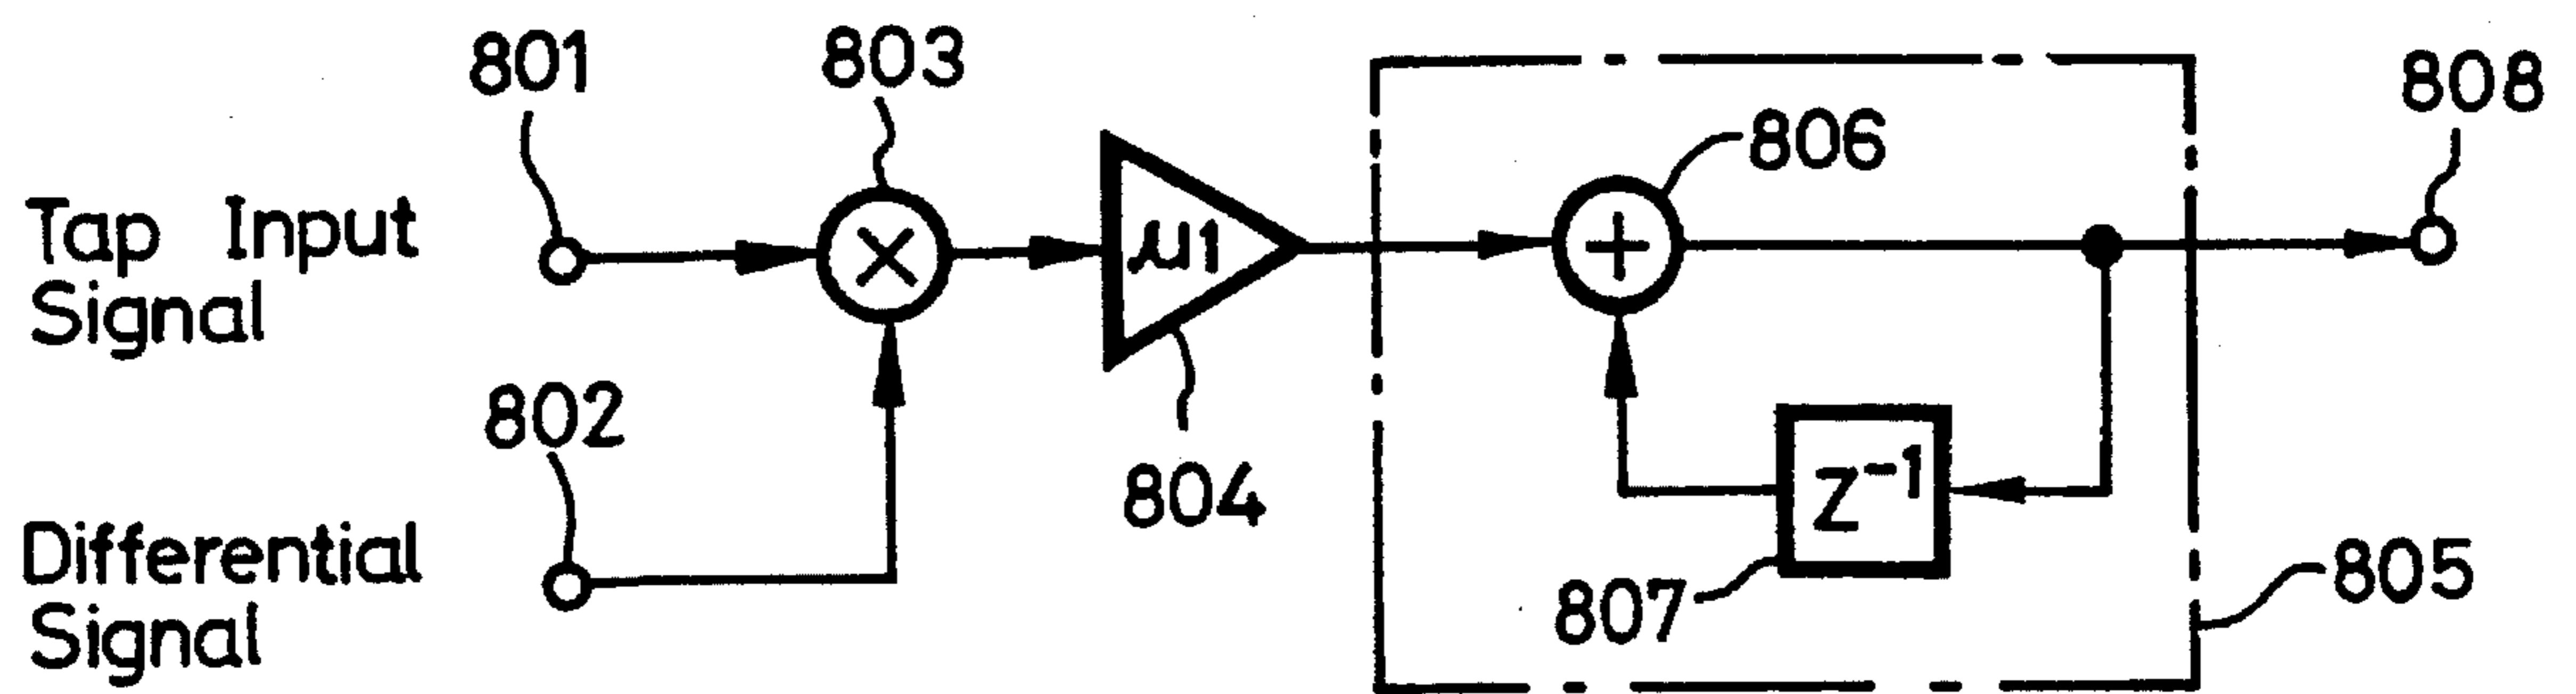 801
803
808
806
Tap Input
Signal
μ1
802
804
Z⁻¹
Differential
Signal
807
805